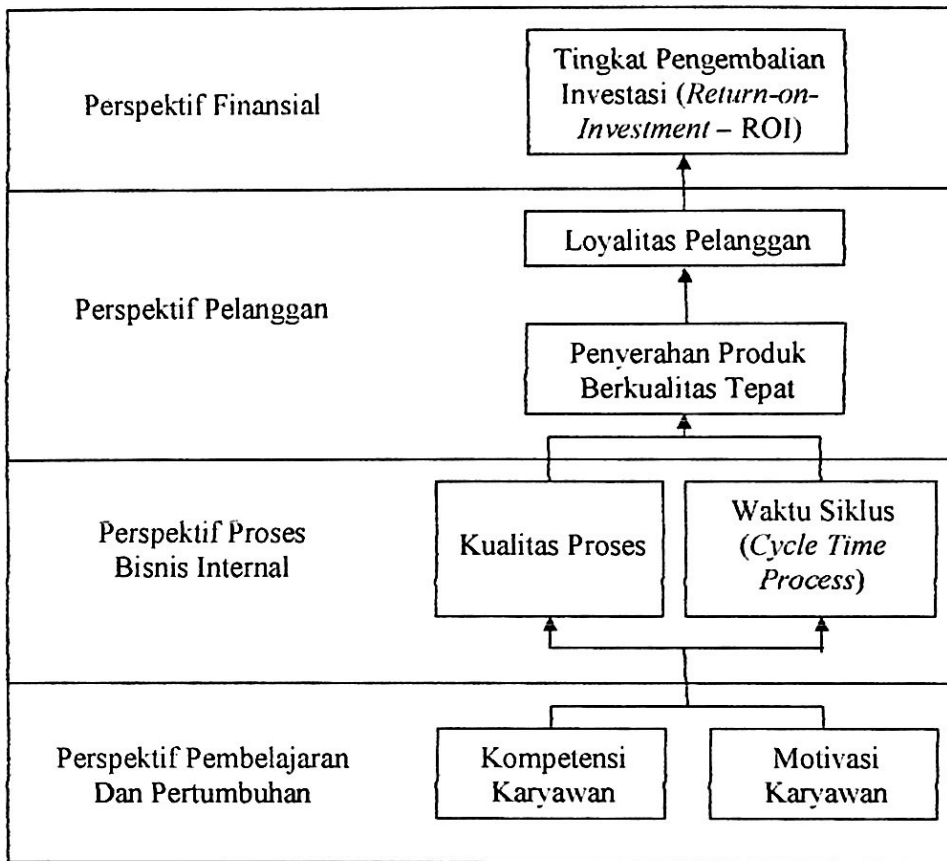 Perspektif Finansial
Tingkat Pengembalian
Investasi (Return-on-
Investment – ROI)
Perspektif Pelanggan
Loyalitas Pelanggan
Penyerahan Produk
Berkualitas Tepat
Perspektif Proses
Bisnis Internal
Kualitas Proses
Waktu Siklus
(Cycle Time
Process)
Perspektif Pembelajaran
Dan Pertumbuhan
Kompetensi
Karyawan
Motivasi
Karyawan